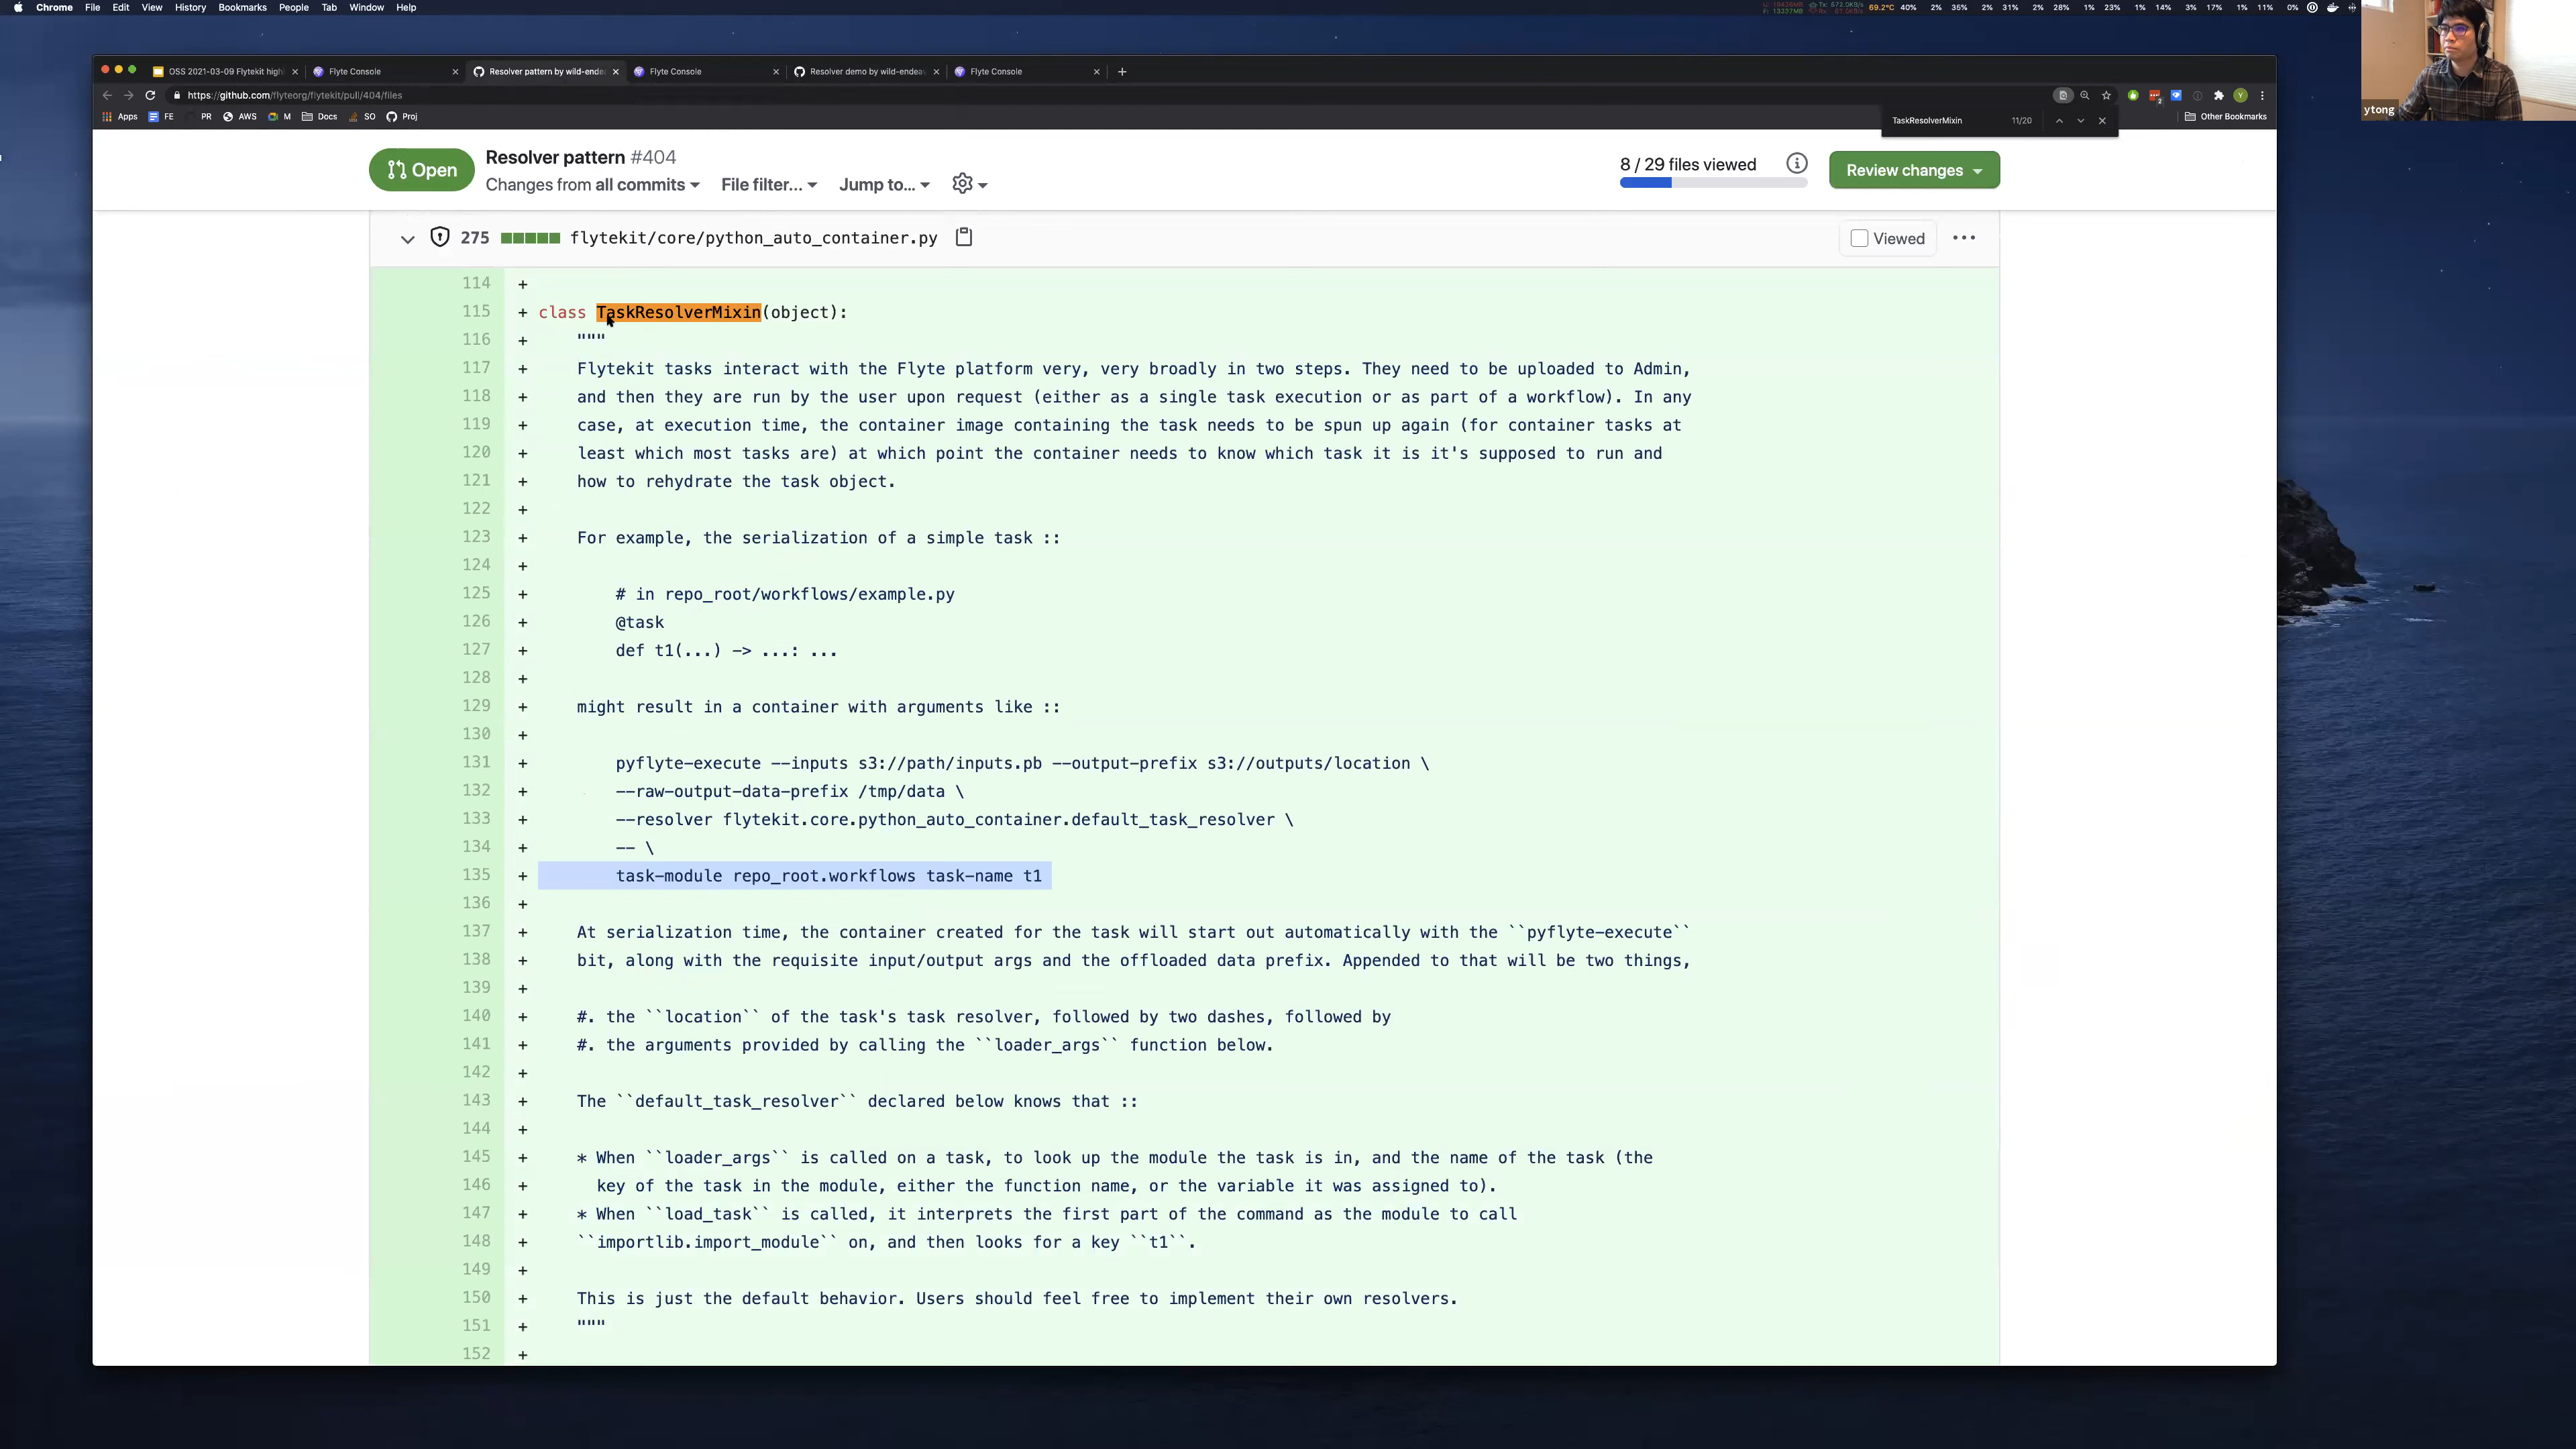 Chrome File Edit View History Bookmarks People Tab Window Help
69.2°C 40% 2% 35% 2% 31% 2% 28% 1% 23% 1% 14% 3% 17% 1% 11% 0%
OSS 2021-03-09 Flytekit high
Flyte Console
Resolver pattern by wild-ende
Flyte Console
Resolver demo by wild-endeav
Flyte Console
https://github.com/flyteorg/flytekit/pull/404/files
Apps FE PR AWS M Docs SO Proj
TaskResolverMixin 11/20
Other Bookmarks
ytong
Open
Resolver pattern #404
Changes from all commits File filter... Jump to...
8 / 29 files viewed
Review changes
275 flytekit/core/python_auto_container.py
Viewed
114 +
115 + class TaskResolverMixin(object):
116 + """
117 + Flytekit tasks interact with the Flyte platform very, very broadly in two steps. They need to be uploaded to Admin,
118 + and then they are run by the user upon request (either as a single task execution or as part of a workflow). In any
119 + case, at execution time, the container image containing the task needs to be spun up again (for container tasks at
120 + least which most tasks are) at which point the container needs to know which task it is it's supposed to run and
121 + how to rehydrate the task object.
122 +
123 + For example, the serialization of a simple task ::
124 +
125 + # in repo_root/workflows/example.py
126 + @task
127 + def t1(...) -> ...: ...
128 +
129 + might result in a container with arguments like ::
130 +
131 + pyflyte-execute --inputs s3://path/inputs.pb --output-prefix s3://outputs/location \
132 + --raw-output-data-prefix /tmp/data \
133 + --resolver flytekit.core.python_auto_container.default_task_resolver \
134 + -- \
135 + task-module repo_root.workflows task-name t1
136 +
137 + At serialization time, the container created for the task will start out automatically with the ``pyflyte-execute``
138 + bit, along with the requisite input/output args and the offloaded data prefix. Appended to that will be two things,
139 +
140 + #. the ``location`` of the task's task resolver, followed by two dashes, followed by
141 + #. the arguments provided by calling the ``loader_args`` function below.
142 +
143 + The ``default_task_resolver`` declared below knows that ::
144 +
145 + * When ``loader_args`` is called on a task, to look up the module the task is in, and the name of the task (the
146 + key of the task in the module, either the function name, or the variable it was assigned to).
147 + * When ``load_task`` is called, it interprets the first part of the command as the module to call
148 + ``importlib.import_module`` on, and then looks for a key ``t1``.
149 +
150 + This is just the default behavior. Users should feel free to implement their own resolvers.
151 + """
152 +